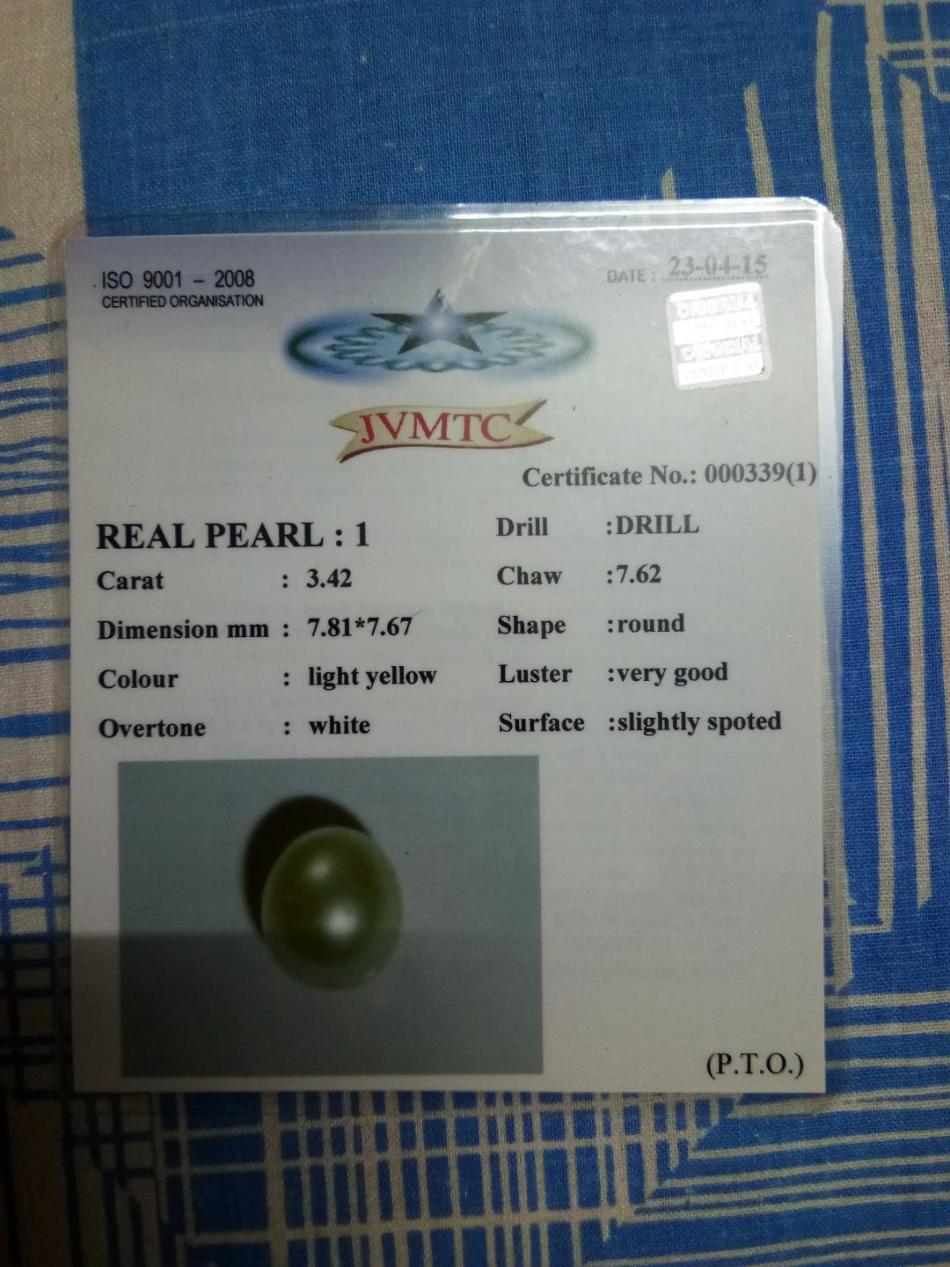 ISO 9001 – 2008
CERTIFIED ORGANISATION
DATE : 23-04-15
JVMTC
Certificate No.: 000339(1)
REAL PEARL : 1
Carat : 3.42
Dimension mm : 7.81*7.67
Colour : light yellow
Overtone : white
Drill :DRILL
Chaw :7.62
Shape :round
Luster :very good
Surface :slightly spoted
(P.T.O.)